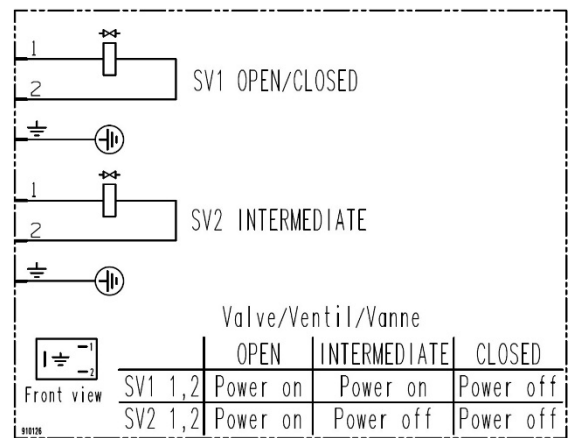 1
2
SV1 OPEN/CLOSED
1
2
SV2 INTERMEDIATE
Valve/Ventil/Vanne
OPEN INTERMEDIATE CLOSED
SV1 1,2 Power on Power on Power off
SV2 1,2 Power on Power off Power off
1
2
Front view
910126